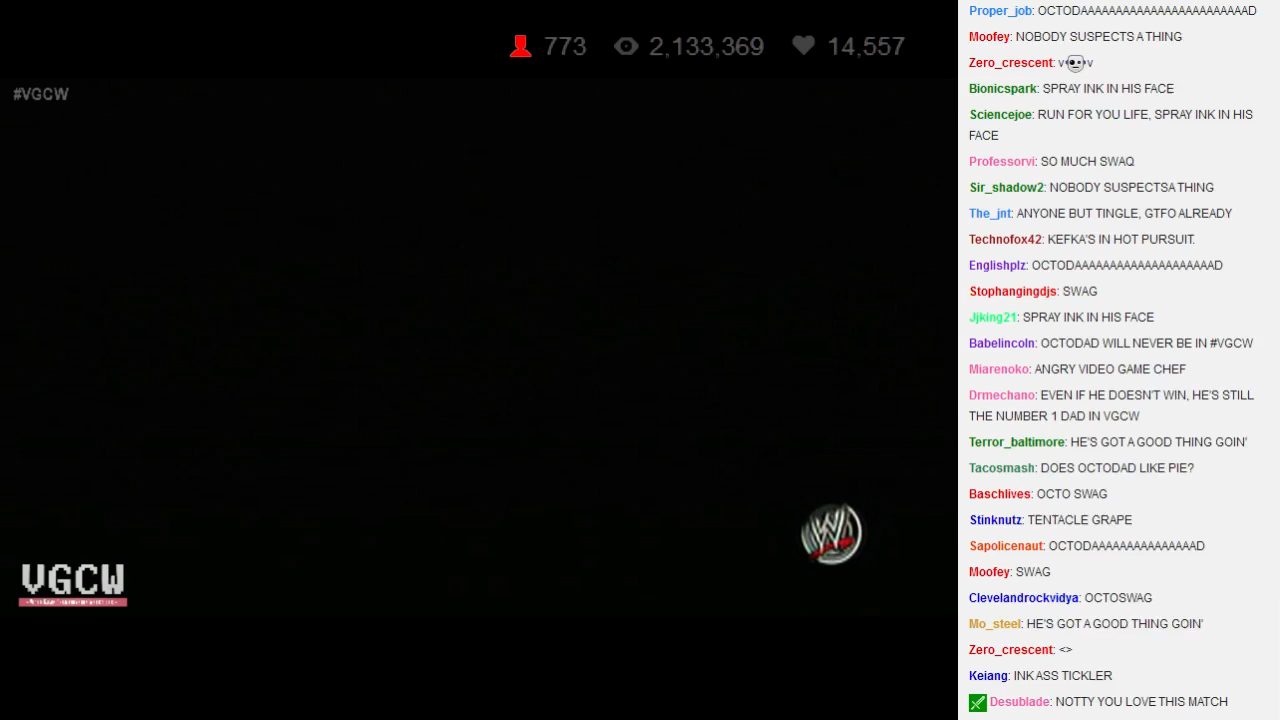 773 2,133,369 14,557
#VGCW
VGCW
Proper_job: OCTODAAAAAAAAAAAAAAAAAAAAAAAAD
Moofey: NOBODY SUSPECTS A THING
Zero_crescent: v v
Bionicspark: SPRAY INK IN HIS FACE
Sciencejoe: RUN FOR YOU LIFE, SPRAY INK IN HIS
FACE
Professorvi: SO MUCH SWAQ
Sir_shadow2: NOBODY SUSPECTSA THING
The_jnt: ANYONE BUT TINGLE, GTFO ALREADY
Technofox42: KEFKA'S IN HOT PURSUIT.
Englishplz: OCTODAAAAAAAAAAAAAAAAAAAAD
Stophangingdjs: SWAG
Jjking21: SPRAY INK IN HIS FACE
Babelincoln: OCTODAD WILL NEVER BE IN #VGCW
Miarenoko: ANGRY VIDEO GAME CHEF
Drmechano: EVEN IF HE DOESN'T WIN, HE'S STILL
THE NUMBER 1 DAD IN VGCW
Terror_baltimore: HE'S GOT A GOOD THING GOIN'
Tacosmash: DOES OCTODAD LIKE PIE?
Baschlives: OCTO SWAG
Stinknutz: TENTACLE GRAPE
Sapolicenaut: OCTODAAAAAAAAAAAAAAAD
Moofey: SWAG
Clevelandrockvidya: OCTOSWAG
Mo_steel: HE'S GOT A GOOD THING GOIN'
Zero_crescent: <>
Keiang: INK ASS TICKLER
Desublade: NOTTY YOU LOVE THIS MATCH